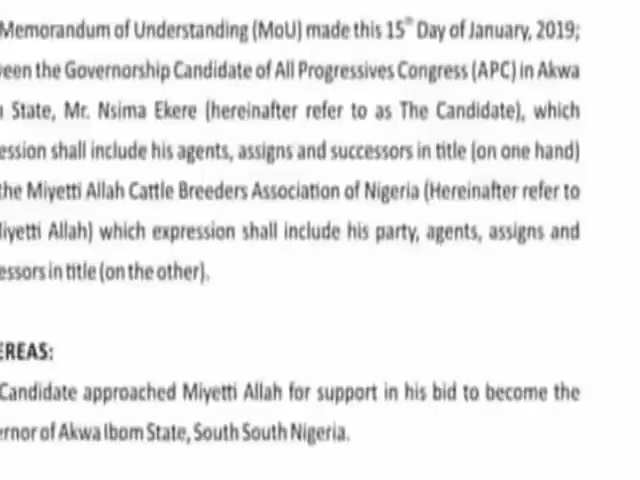 Memorandum of Understanding (MoU) made this 15th Day of January, 2019;
een the Governorship Candidate of All Progressives Congress (APC) in Akwa
State, Mr. Nsima Ekere (hereinafter refer to as The Candidate), which
ession shall include his agents, assigns and successors in title (on one hand)
the Miyetti Allah Cattle Breeders Association of Nigeria (Hereinafter refer to
iyetti Allah) which expression shall include his party, agents, assigns and
essors in title (on the other).
EREAS:
Candidate approached Miyetti Allah for support in his bid to become the
ernor of Akwa Ibom State, South South Nigeria.